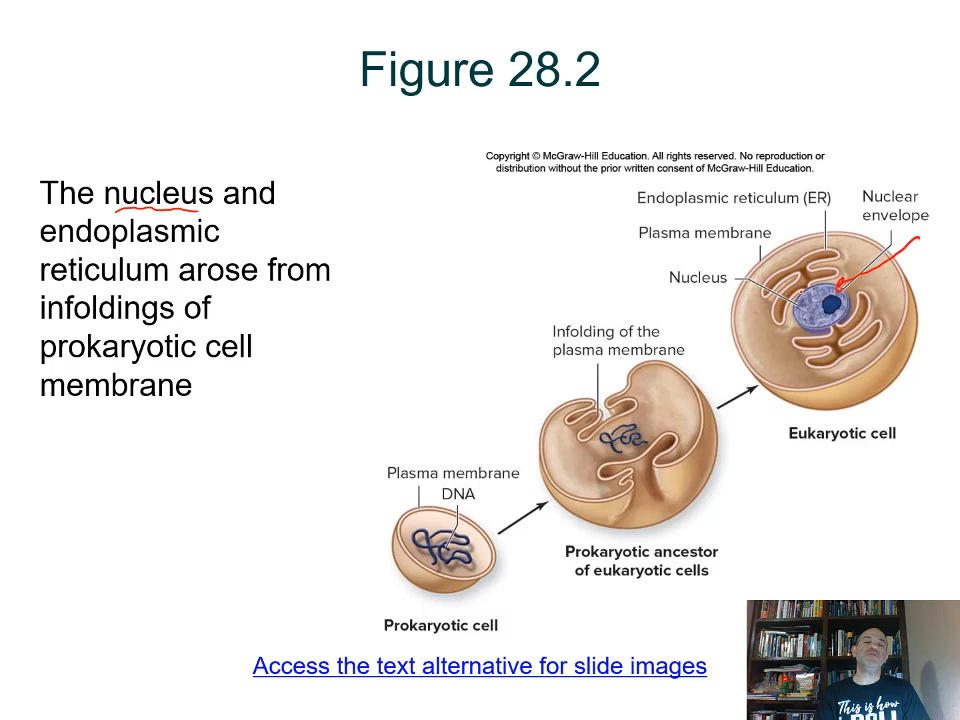 Figure 28.2
Copyright © McGraw-Hill Education. All rights reserved. No reproduction or
distribution without the prior written consent of McGraw-Hill Education.
The nucleus and
endoplasmic
reticulum arose from
infoldings of
prokaryotic cell
membrane
Endoplasmic reticulum (ER)
Nuclear
envelope
Plasma membrane
Nucleus
Infolding of the
plasma membrane
Eukaryotic cell
Plasma membrane
DNA
Prokaryotic ancestor
of eukaryotic cells
Prokaryotic cell
Access the text alternative for slide images
This is how